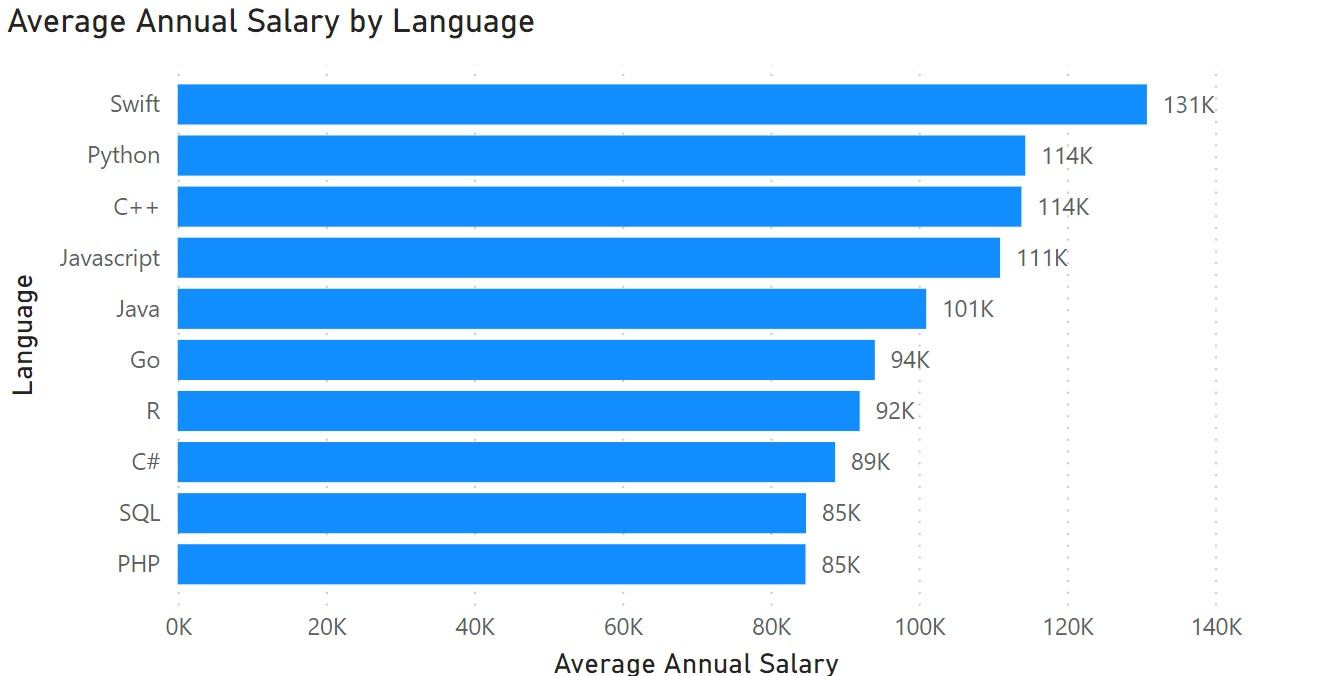 Average Annual Salary by Language
Language
Swift 131K
Python 114K
C++ 114K
Javascript 111K
Java 101K
Go 94K
R 92K
C# 89K
SQL 85K
PHP 85K
0K 20K 40K 60K 80K 100K 120K 140K
Average Annual Salary